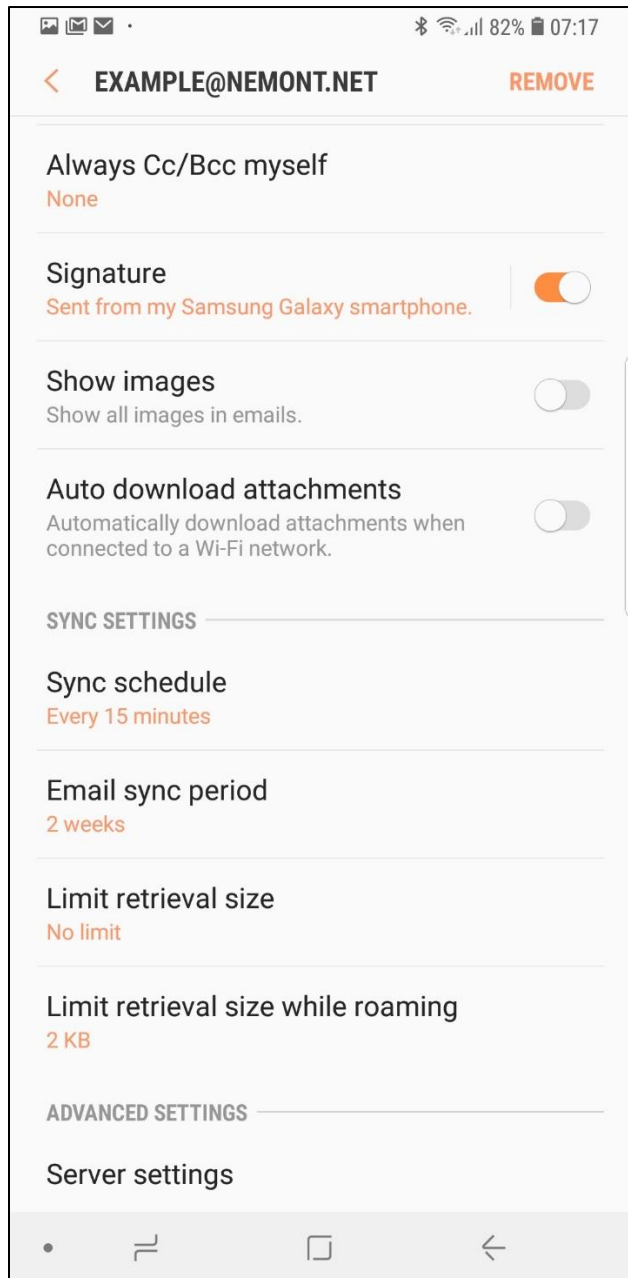 82% 07:17
EXAMPLE@NEMONT.NET REMOVE
Always Cc/Bcc myself
None
Signature
Sent from my Samsung Galaxy smartphone.
Show images
Show all images in emails.
Auto download attachments
Automatically download attachments when
connected to a Wi-Fi network.
SYNC SETTINGS
Sync schedule
Every 15 minutes
Email sync period
2 weeks
Limit retrieval size
No limit
Limit retrieval size while roaming
2 KB
ADVANCED SETTINGS
Server settings